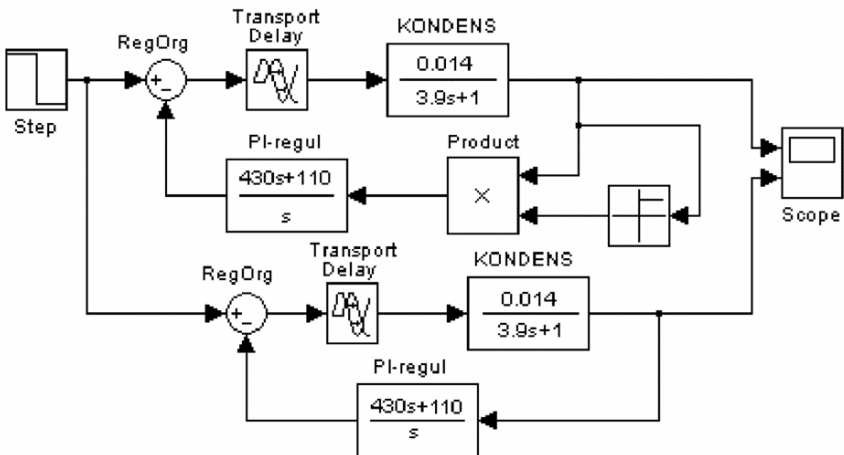 Transport
Delay
KONDENS
RegOrg
+
−
0.014
3.9s+1
Step
PI-regul
Product
430s+110
s
×
Scope
Transport
Delay
KONDENS
RegOrg
+
−
0.014
3.9s+1
PI-regul
430s+110
s